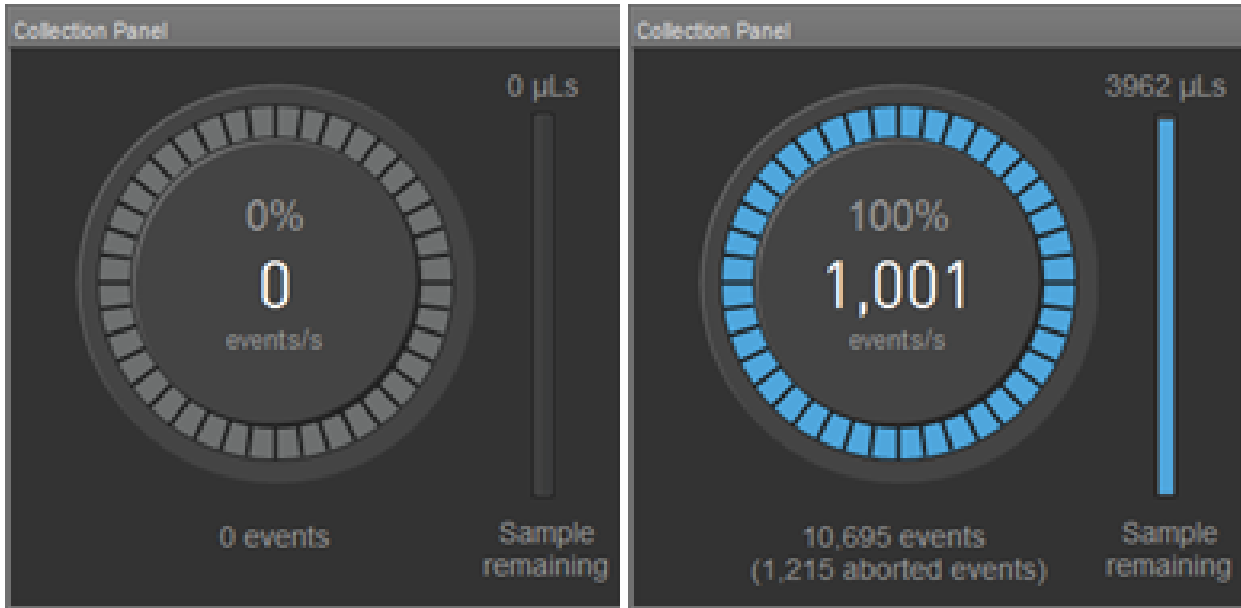 Collection Panel
0 µLs
0%
0
events/s
0 events
Sample
remaining
Collection Panel
3962 µLs
100%
1,001
events/s
10,695 events
(1,215 aborted events)
Sample
remaining